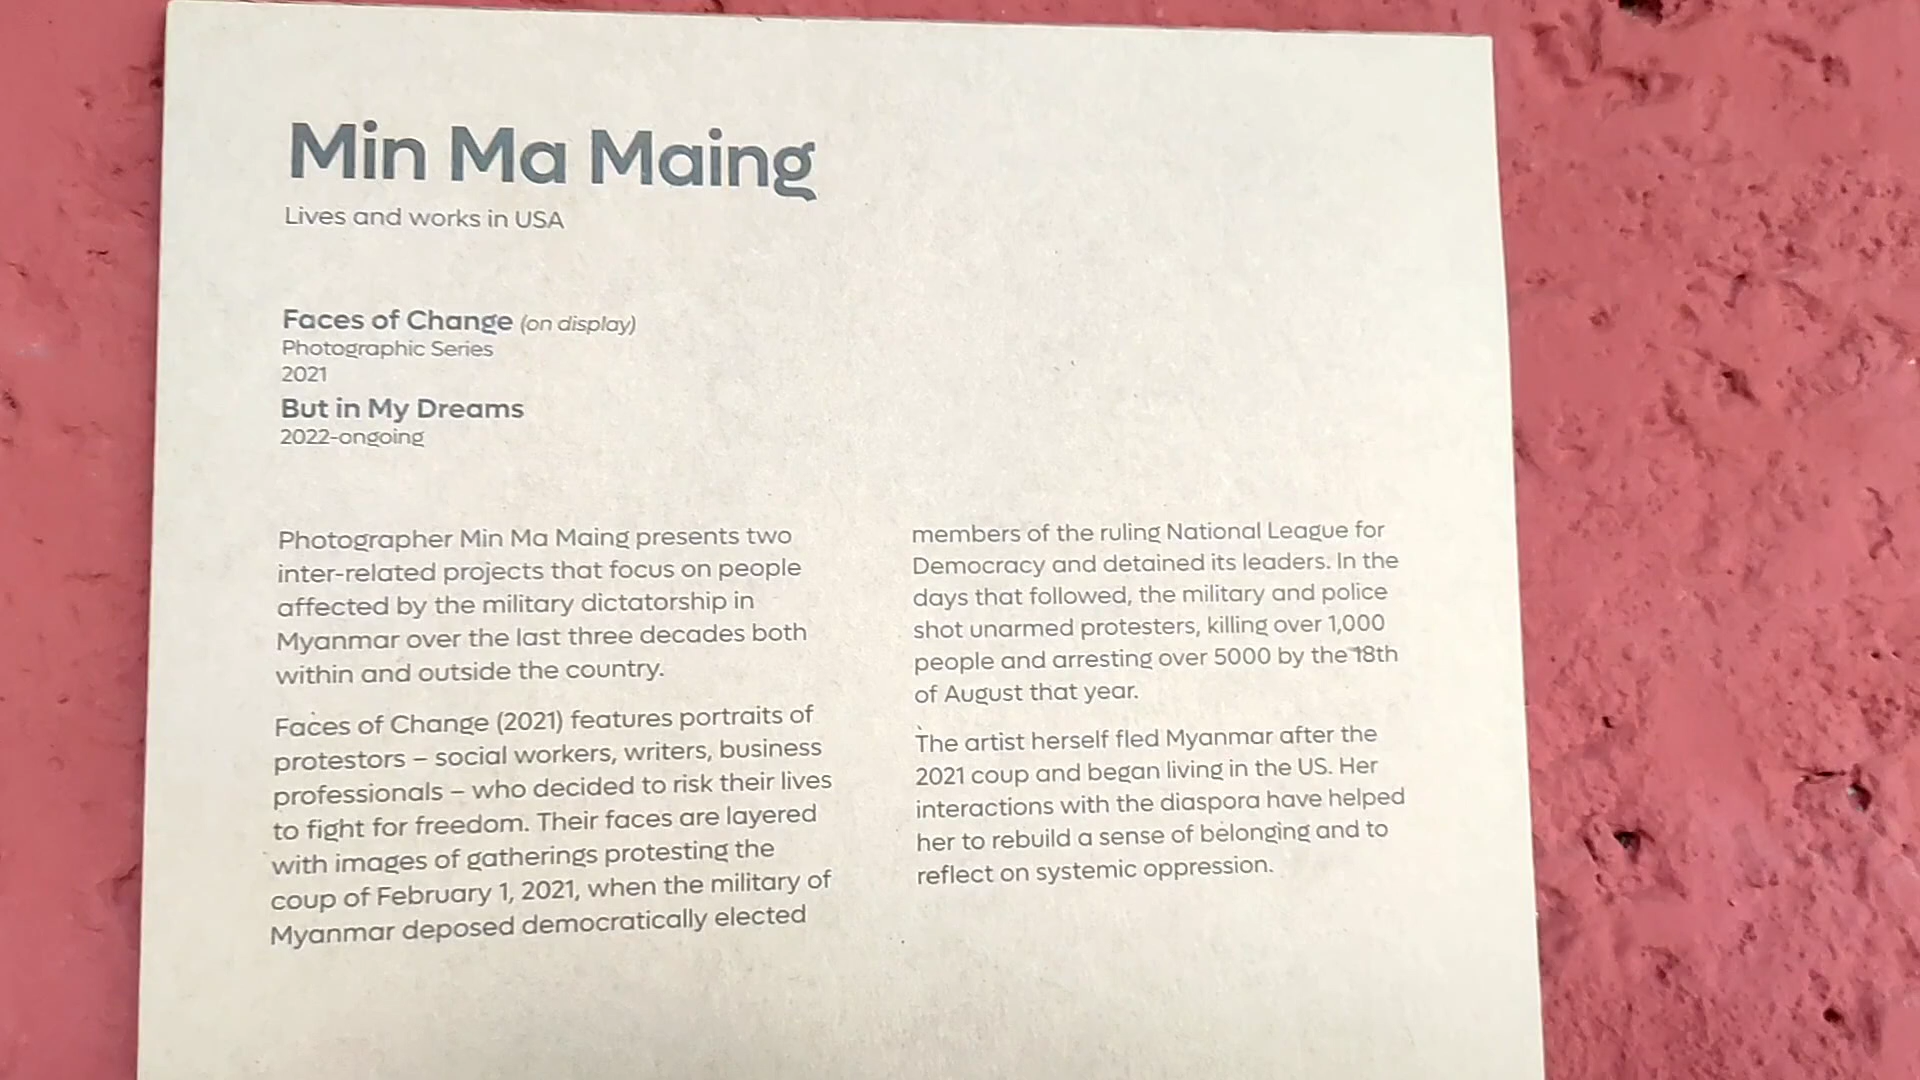 Min Ma Maing
Lives and works in USA
Faces of Change (on display)
Photographic Series
2021
But in My Dreams
2022-ongoing
Photographer Min Ma Maing presents two
inter-related projects that focus on people
affected by the military dictatorship in
Myanmar over the last three decades both
within and outside the country.
Faces of Change (2021) features portraits of
protestors – social workers, writers, business
professionals – who decided to risk their lives
to fight for freedom. Their faces are layered
with images of gatherings protesting the
coup of February 1, 2021, when the military of
Myanmar deposed democratically elected
members of the ruling National League for
Democracy and detained its leaders. In the
days that followed, the military and police
shot unarmed protesters, killing over 1,000
people and arresting over 5000 by the 18th
of August that year.
The artist herself fled Myanmar after the
2021 coup and began living in the US. Her
interactions with the diaspora have helped
her to rebuild a sense of belonging and to
reflect on systemic oppression.